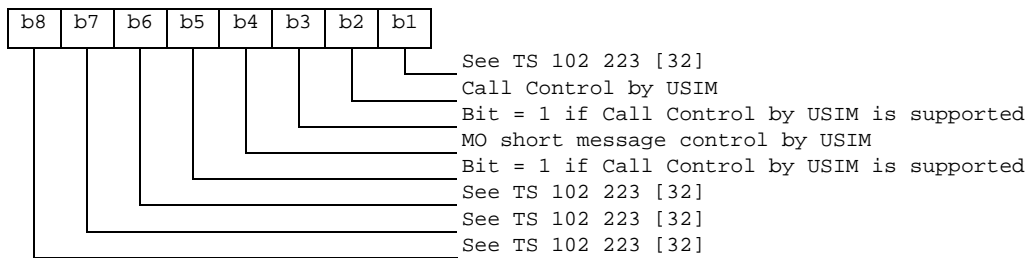 b8 b7 b6 b5 b4 b3 b2 b1
See TS 102 223 [32]
Call Control by USIM
Bit = 1 if Call Control by USIM is supported
MO short message control by USIM
Bit = 1 if Call Control by USIM is supported
See TS 102 223 [32]
See TS 102 223 [32]
See TS 102 223 [32]